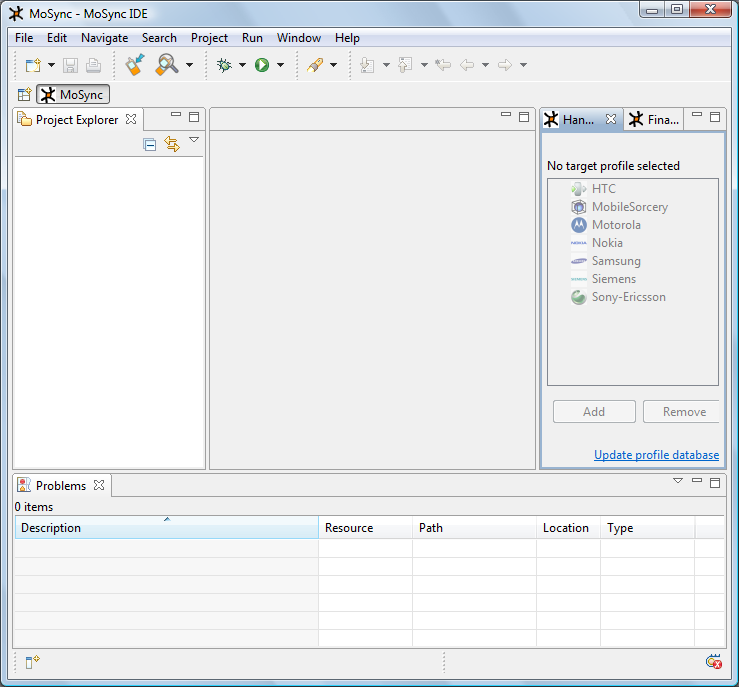 MoSync - MoSync IDE
File Edit Navigate Search Project Run Window Help
MoSync
Project Explorer
Han... Fina...
No target profile selected
HTC
MobileSorcery
Motorola
NOKIA Nokia
Samsung
Siemens
Sony-Ericsson
Add Remove
Update profile database
Problems
0 items
Description Resource Path Location Type